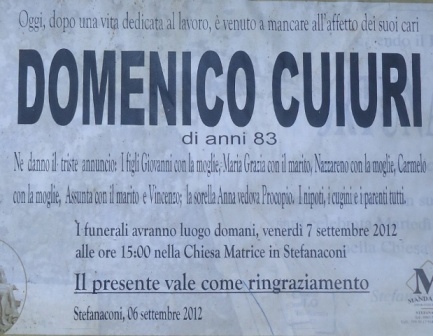 Oggi, dopo una vita dedicata al lavoro, è venuto a mancare all'affetto dei suoi cari
DOMENICO CUIURI
di anni 83
Ne danno il triste annuncio: I figli Giovanni con la moglie, Maria Grazia con il marito, Nazzareno con la moglie, Carmelo
con la moglie, Assunta con il marito e Vincenzo; la sorella Anna vedova Procopio. I nipoti, i cugini e i parenti tutti.
I funerali avranno luogo domani, venerdì 7 settembre 2012
alle ore 15:00 nella Chiesa Matrice in Stefanaconi
Il presente vale come ringraziamento
Stefanaconi, 06 settembre 2012
M